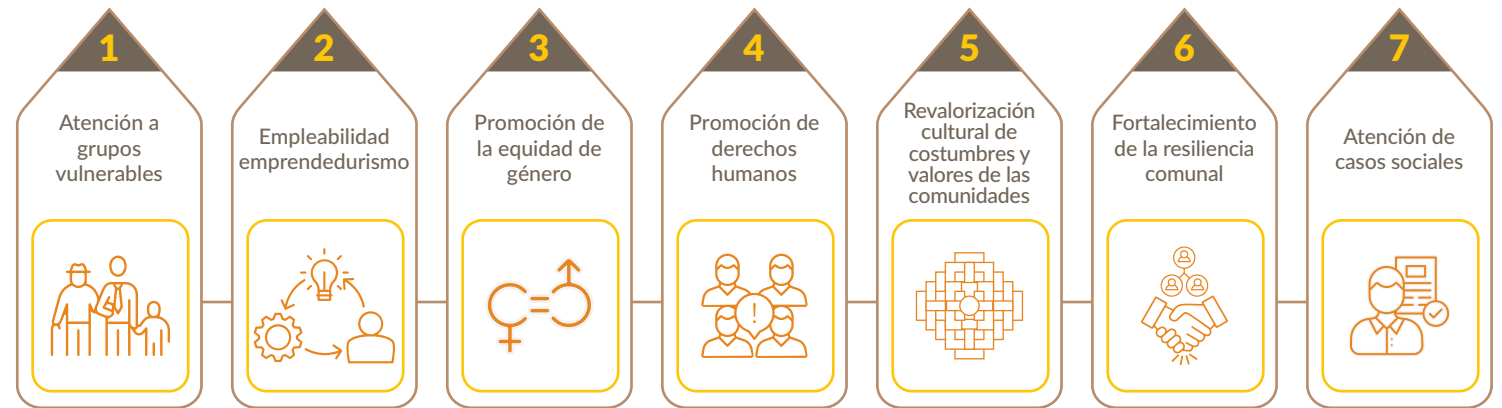 1
Atención a
grupos
vulnerables
2
Empleabilidad
emprendedurismo
3
Promoción de
la equidad de
género
4
Promoción de
derechos
humanos
5
Revalorización
cultural de
costumbres y
valores de las
comunidades
6
Fortalecimiento
de la resiliencia
comunal
7
Atención de
casos sociales